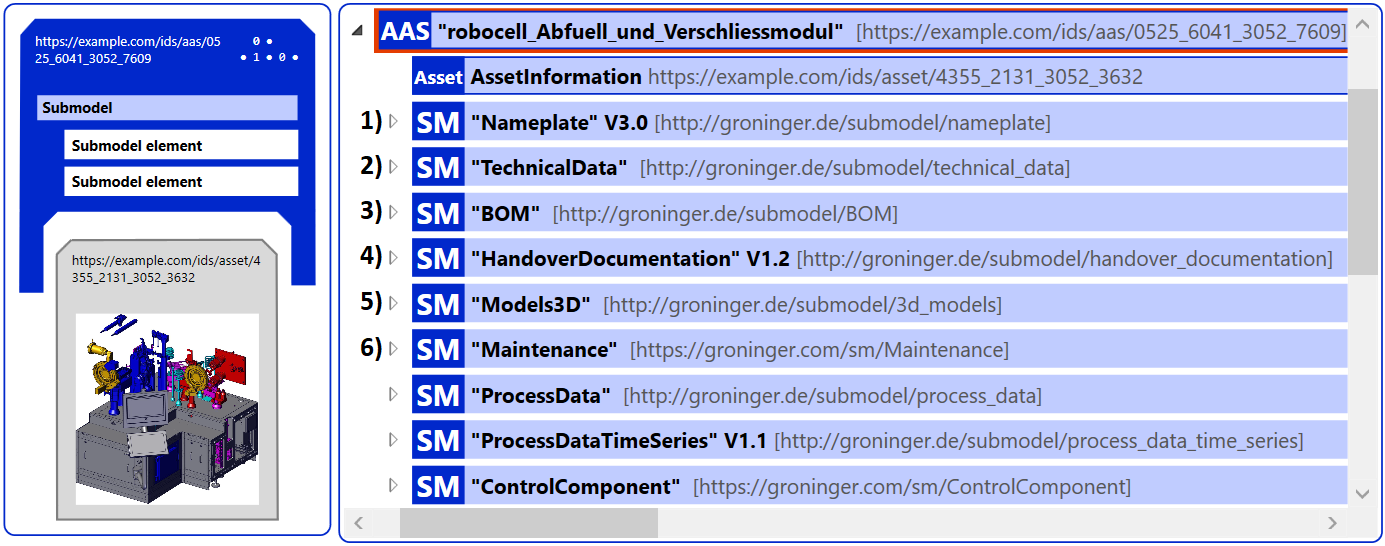 https://example.com/ids/aas/05
25_6041_3052_7609
0
1 0
Submodel
Submodel element
Submodel element
https://example.com/ids/asset/4
355_2131_3052_3632
AAS "robocell_Abfuell_und_Verschliessmodul" [https://example.com/ids/aas/0525_6041_3052_7609]
Asset AssetInformation https://example.com/ids/asset/4355_2131_3052_3632
1) SM "Nameplate" V3.0 [http://groninger.de/submodel/nameplate]
2) SM "TechnicalData" [http://groninger.de/submodel/technical_data]
3) SM "BOM" [http://groninger.de/submodel/BOM]
4) SM "HandoverDocumentation" V1.2 [http://groninger.de/submodel/handover_documentation]
5) SM "Models3D" [http://groninger.de/submodel/3d_models]
6) SM "Maintenance" [https://groninger.com/sm/Maintenance]
SM "ProcessData" [http://groninger.de/submodel/process_data]
SM "ProcessDataTimeSeries" V1.1 [http://groninger.de/submodel/process_data_time_series]
SM "ControlComponent" [https://groninger.com/sm/ControlComponent]